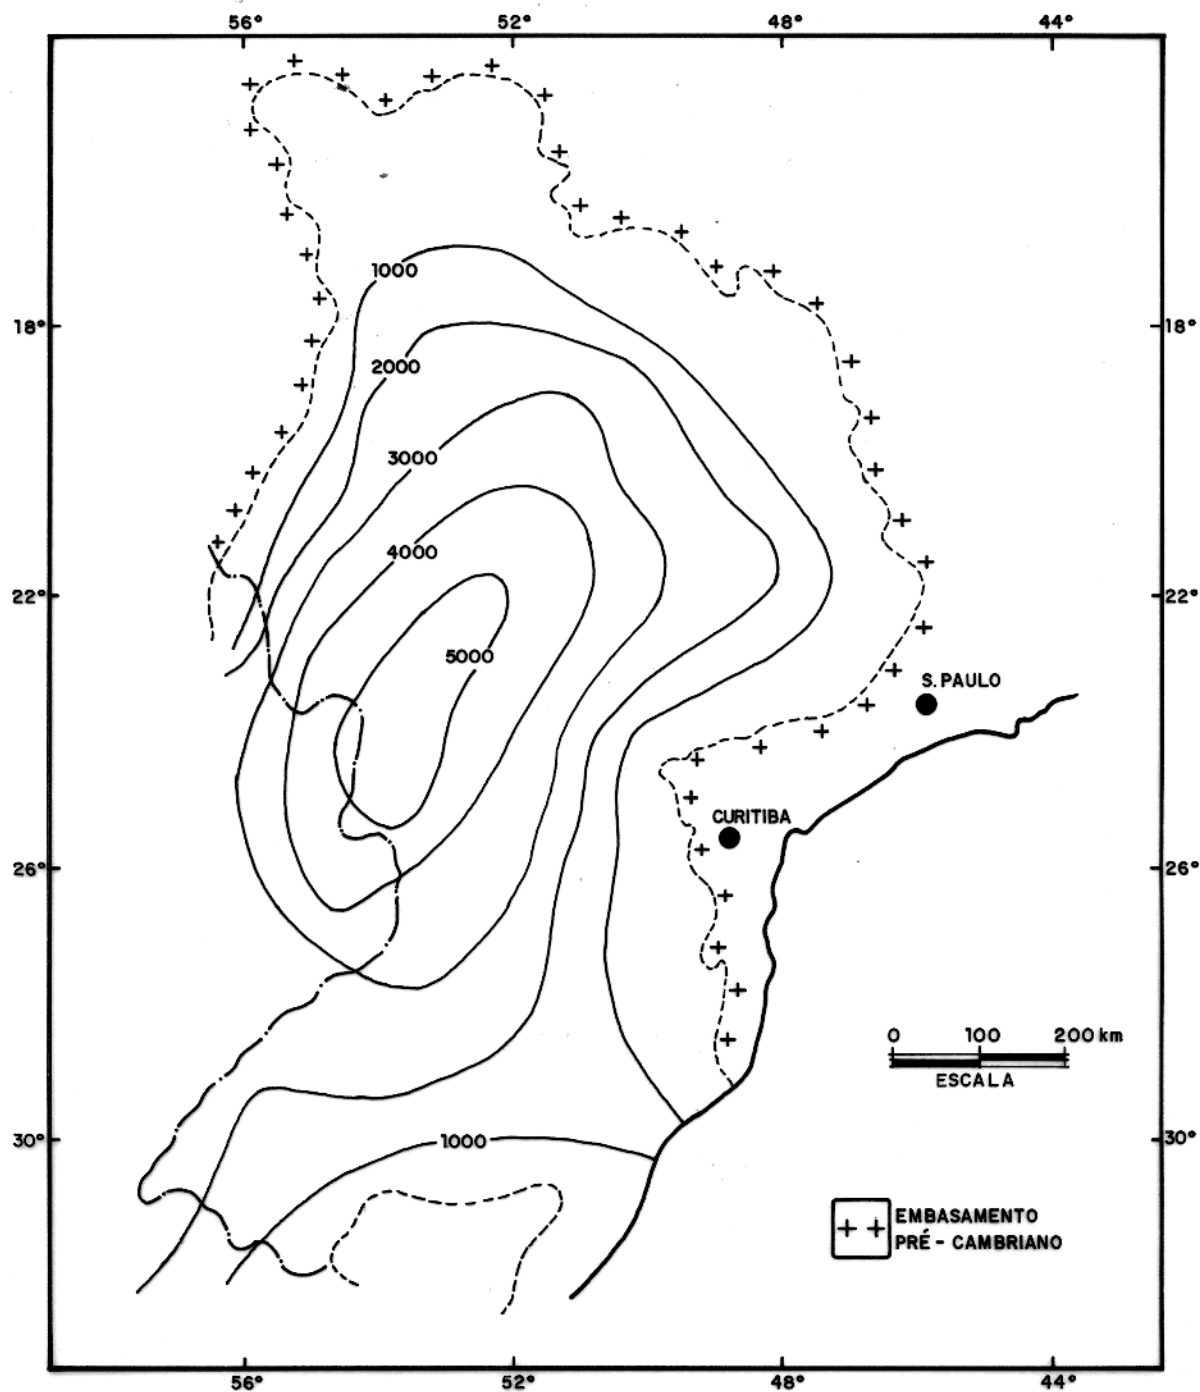 56° 52° 48° 44°
1000
18° 18°
2000
3000
4000
22° 22°
5000
S. PAULO
CURITIBA
26° 26°
0 100 200 km
ESCALA
30° 1000 30°
EMBASAMENTO
PRÉ - CAMBRIANO
56° 52° 48° 44°